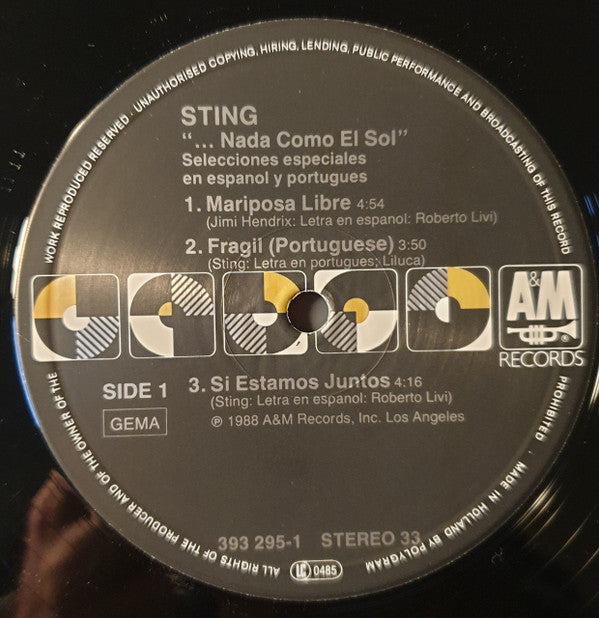 WORK REPRODUCED RESERVED · UNAUTHORISED COPYING, HIRING, LENDING, PUBLIC PERFORMANCE AND BROADCASTING OF THIS RECORD PROHIBITED · MADE IN HOLLAND BY POLYGRAM
STING
“... Nada Como El Sol”
Selecciones especiales
en espanol y portugues
1. Mariposa Libre 4:54
(Jimi Hendrix: Letra en espanol: Roberto Livi)
2. Fragil (Portuguese) 3:50
(Sting: Letra en portugues: Liluca)
A&M
®
RECORDS
SIDE 1
GEMA
3. Si Estamos Juntos 4:16
(Sting: Letra en espanol: Roberto Livi)
℗ 1988 A&M Records, Inc. Los Angeles
393 295-1 STEREO 33
LC 0485
ALL RIGHTS OF THE PRODUCER AND OF THE OWNER OF THE